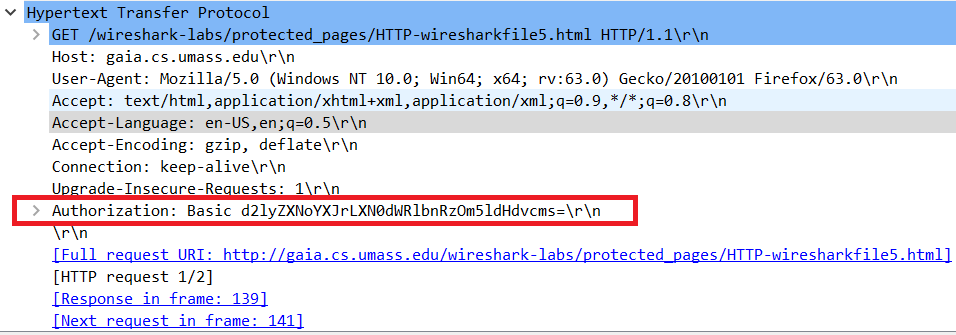 Hypertext Transfer Protocol
GET /wireshark-labs/protected_pages/HTTP-wiresharkfile5.html HTTP/1.1\r\n
Host: gaia.cs.umass.edu\r\n
User-Agent: Mozilla/5.0 (Windows NT 10.0; Win64; x64; rv:63.0) Gecko/20100101 Firefox/63.0\r\n
Accept: text/html,application/xhtml+xml,application/xml;q=0.9,*/*;q=0.8\r\n
Accept-Language: en-US,en;q=0.5\r\n
Accept-Encoding: gzip, deflate\r\n
Connection: keep-alive\r\n
Upgrade-Insecure-Requests: 1\r\n
Authorization: Basic d2lyZXNoYXJrLXN0dWRlbnRzOm5ldHdvcms=\r\n
\r\n
[Full request URI: http://gaia.cs.umass.edu/wireshark-labs/protected_pages/HTTP-wiresharkfile5.html]
[HTTP request 1/2]
[Response in frame: 139]
[Next request in frame: 141]